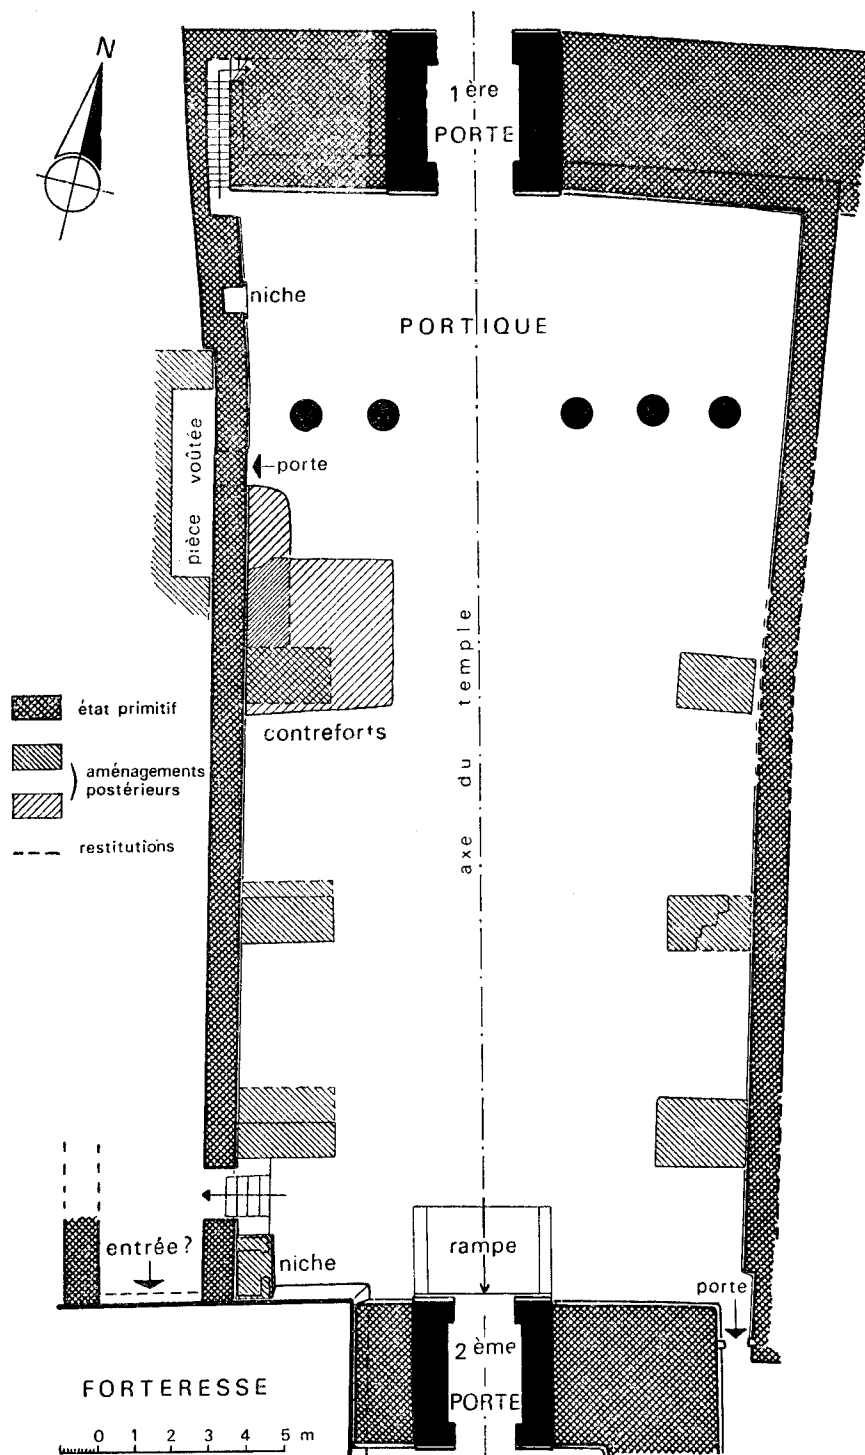 N
1ère
PORTE
niche
PORTIQUE
pièce voûtée
porte
état primitif
aménagements
postérieurs
restitutions
contreforts
axe du temple
entrée ?
niche
rampe
porte
2ème
PORTE
FORTERESSE
0 1 2 3 4 5 m